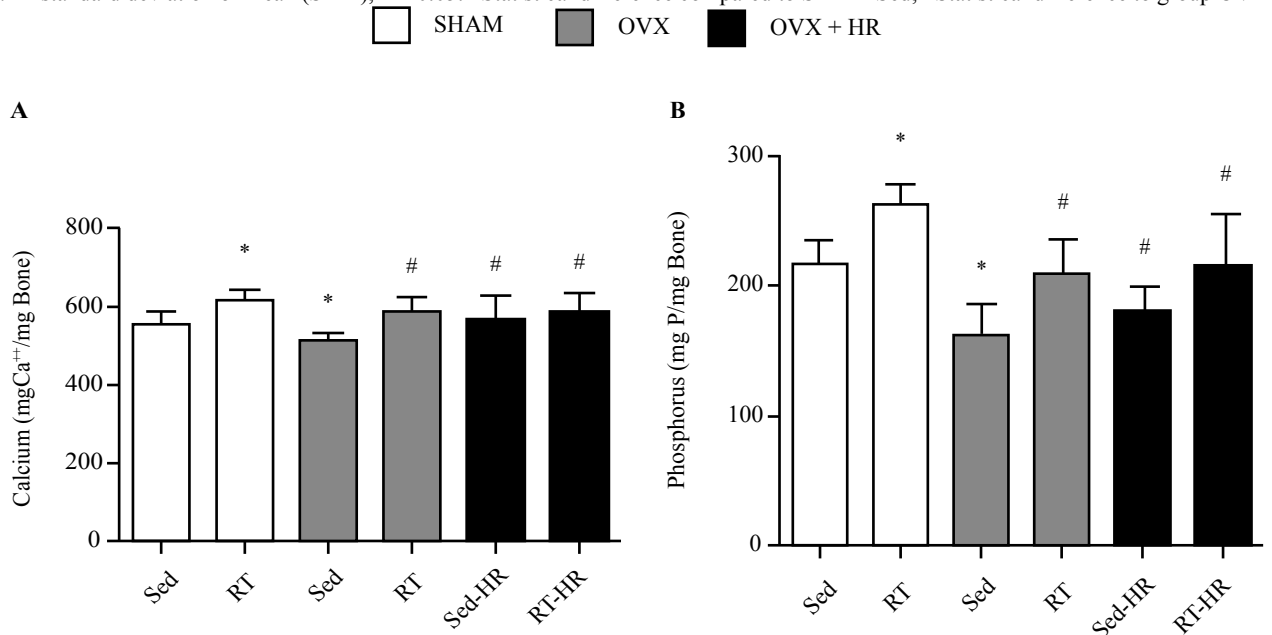 SHAM OVX OVX + HR
A
B
Calcium (mgCa⁺⁺/mg Bone)
800
600
400
200
0
*
*
#
#
#
Sed
RT
Sed
RT
Sed-HR
RT-HR
Phosphorus (mg P/mg Bone)
300
200
100
0
*
*
#
#
#
Sed
RT
Sed
RT
Sed-HR
RT-HR